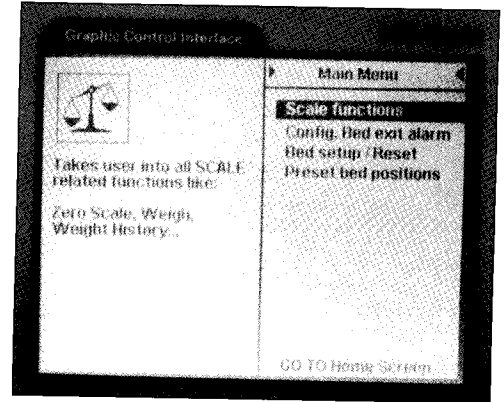 Graphic Control Interface
Takes user into all SCALE
related functions like:
Zero Scale, Weigh,
Weight History...
Main Menu
Scale functions
Config. Bed exit alarm
Bed setup / Reset
Preset bed positions
GO TO Home Screen